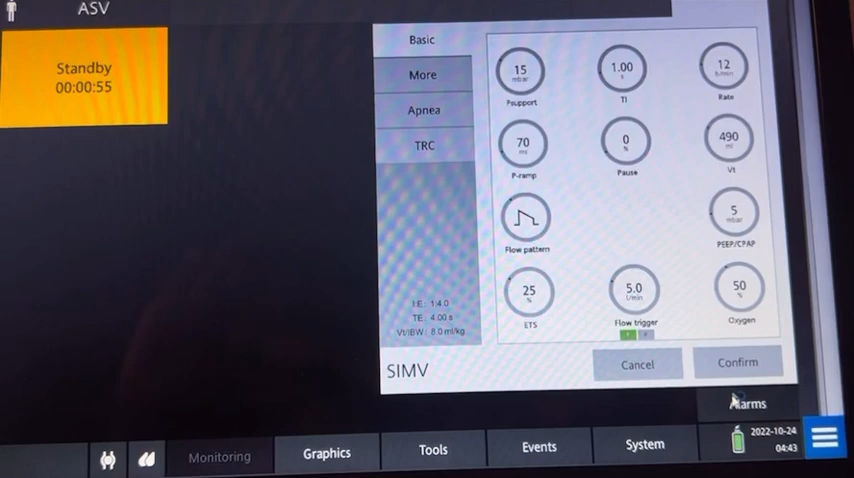 ASV
Standby
00:00:55
Basic
More
Apnea
TRC
I:E: 1:4.0
TE: 4.00 s
Vt/IBW: 8.0 ml/kg
SIMV
15
mbar
Psupport
1.00
s
TI
12
b/min
Rate
70
ms
P-ramp
0
%
Pause
490
ml
Vt
Flow pattern
5
mbar
PEEP/CPAP
25
%
ETS
5.0
l/min
Flow trigger
50
%
Oxygen
Cancel
Confirm
Alarms
Monitoring
Graphics
Tools
Events
System
2022-10-24
04:43